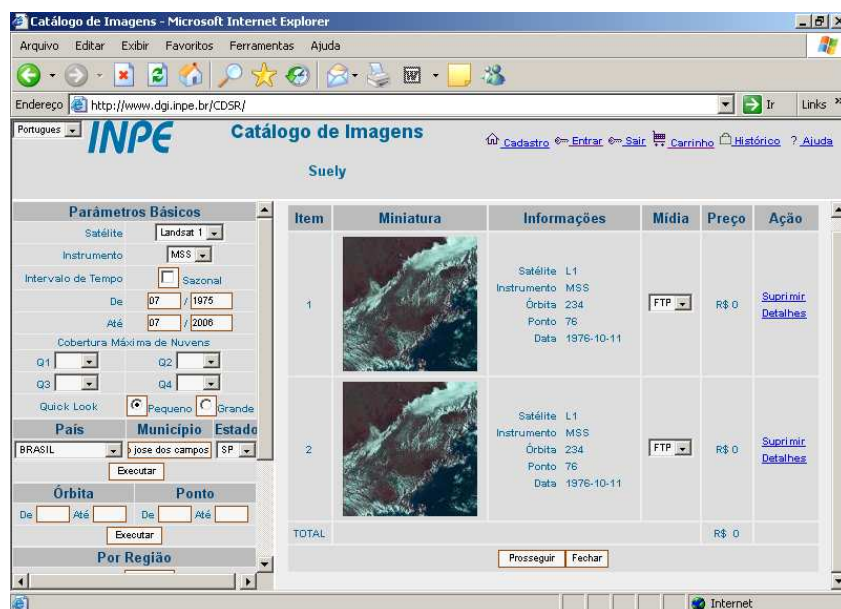 Catálogo de Imagens - Microsoft Internet Explorer
Arquivo Editar Exibir Favoritos Ferramentas Ajuda
Endereço http://www.dgi.inpe.br/CDSR/ Ir Links »
Portugues INPE Catálogo de Imagens Cadastro Entrar Sair Carrinho Histórico ? Ajuda
Suely
Parâmetros Básicos
Satélite Landsat 1
Instrumento MSS
Intervalo de Tempo Sazonal
De 07 / 1975
Até 07 / 2006
Cobertura Máxima de Nuvens
Q1 Q2
Q3 Q4
Quick Look Pequeno Grande
País Município Estado
BRASIL jose dos campos SP
Executar
Órbita Ponto
De Até De Até
Executar
Por Região
Item Miniatura Informações Mídia Preço Ação
Satélite L1
Instrumento MSS
1 Órbita 234 FTP R$ 0 Suprimir
Detalhes
Ponto 76
Data 1976-10-11
Satélite L1
Instrumento MSS
2 Órbita 234 FTP R$ 0 Suprimir
Detalhes
Ponto 76
Data 1976-10-11
TOTAL R$ 0
Prosseguir Fechar
Internet